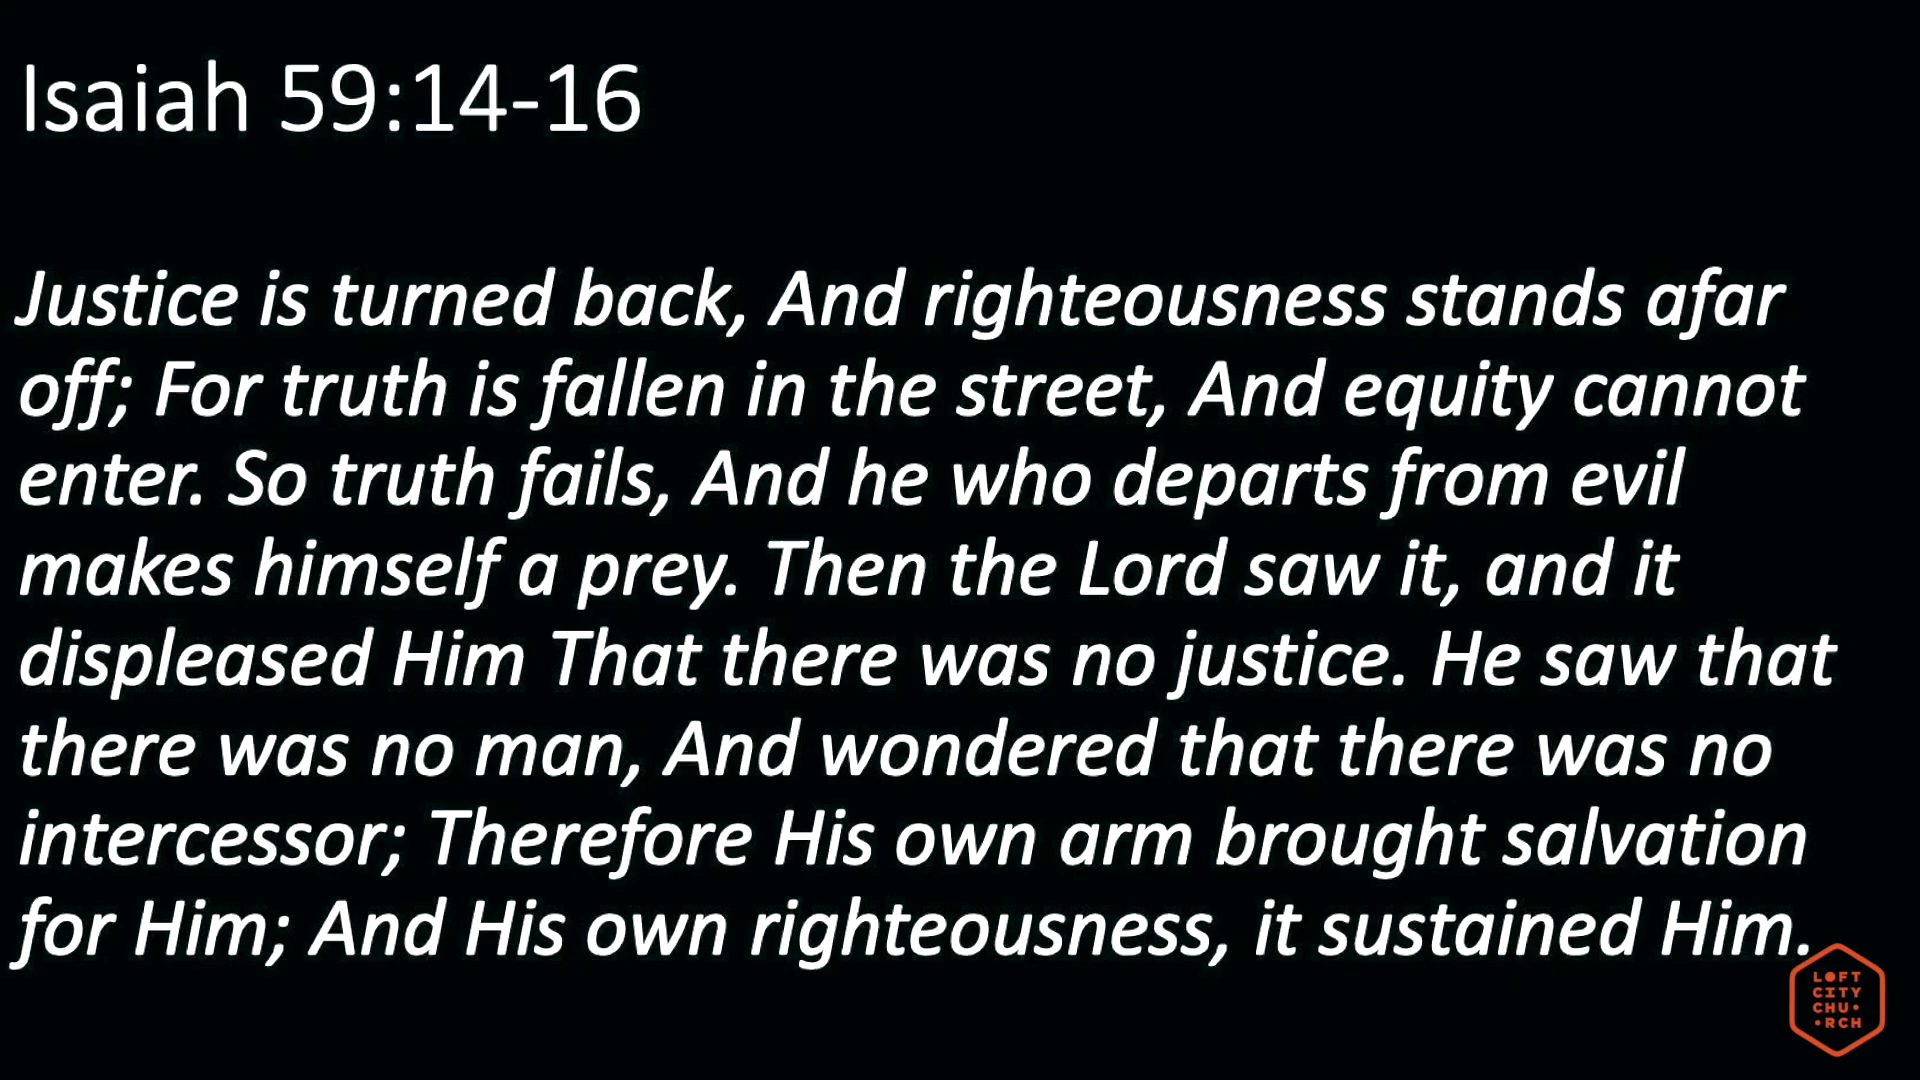 Isaiah 59:14-16
Justice is turned back, And righteousness stands afar
off; For truth is fallen in the street, And equity cannot
enter. So truth fails, And he who departs from evil
makes himself a prey. Then the Lord saw it, and it
displeased Him That there was no justice. He saw that
there was no man, And wondered that there was no
intercessor; Therefore His own arm brought salvation
for Him; And His own righteousness, it sustained Him.
LOFT
CITY
CHU•
•RCH